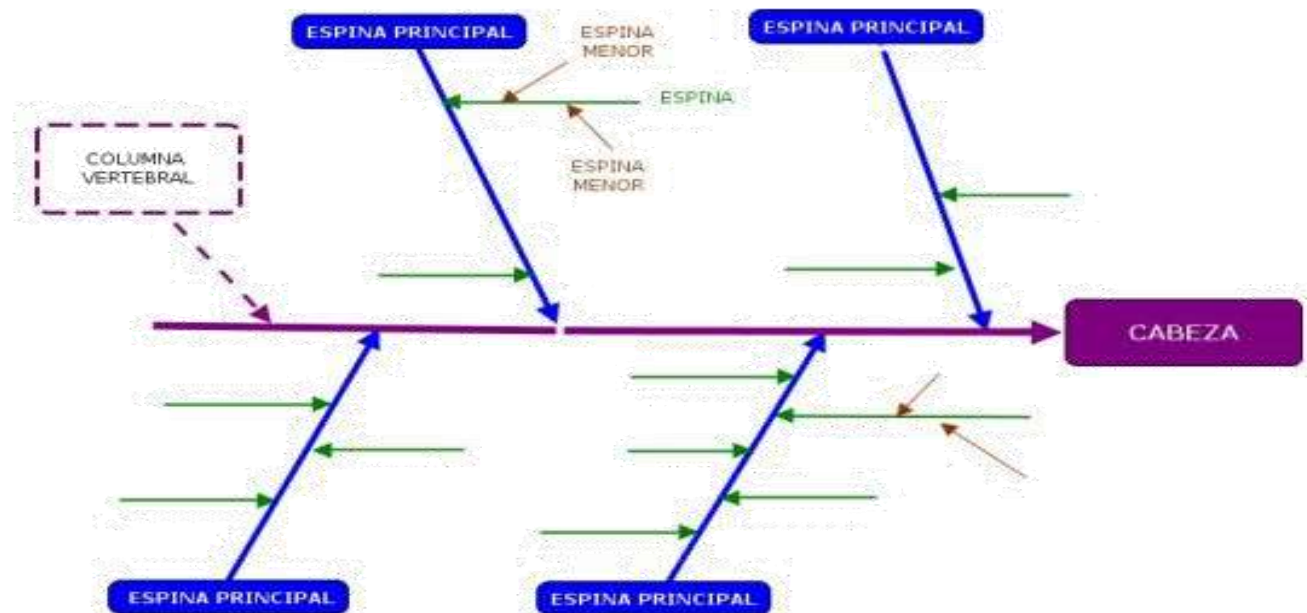 ESPINA PRINCIPAL
ESPINA PRINCIPAL
ESPINA
MENOR
ESPINA
ESPINA
MENOR
COLUMNA
VERTEBRAL
CABEZA
ESPINA PRINCIPAL
ESPINA PRINCIPAL